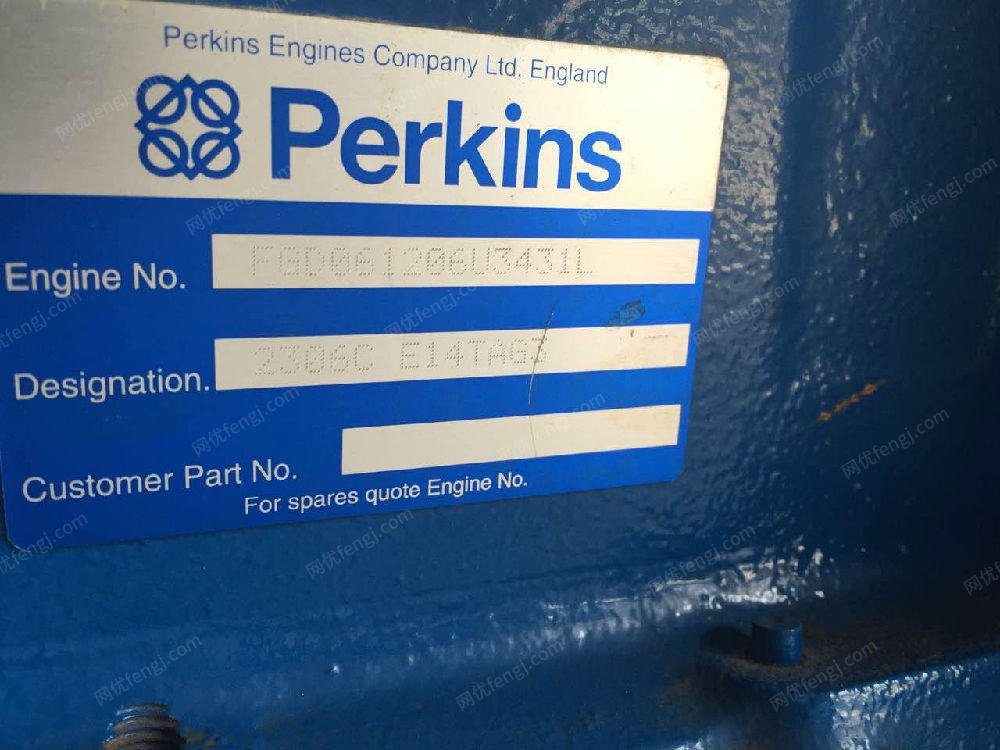 Perkins Engines Company Ltd, England
Perkins
Engine No. FGD061206U3431L
Designation. 2306C E14TAG3
Customer Part No.
For spares quote Engine No.
网优fengj.com